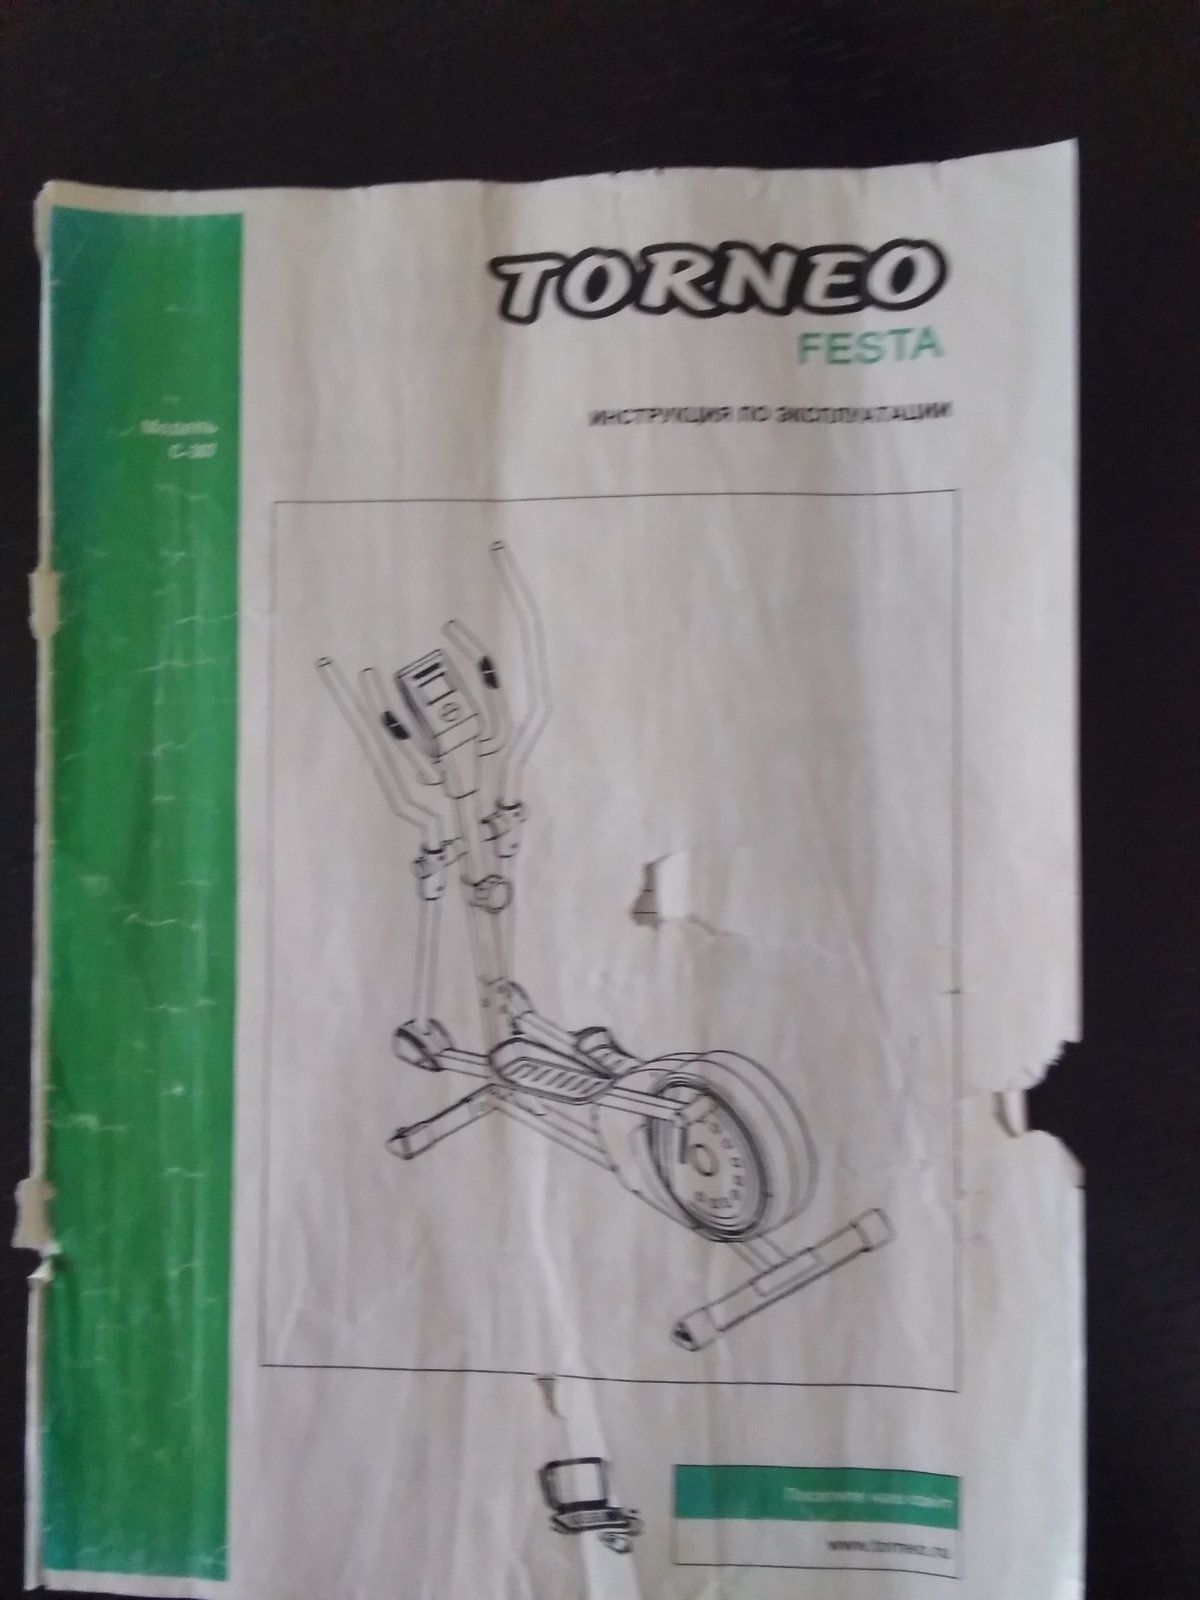 TORNEO
FESTA
ИНСТРУКЦИЯ ПО ЭКСПЛУАТАЦИИ
Модель
С-307
Посетите наш сайт
www.torneo.ru